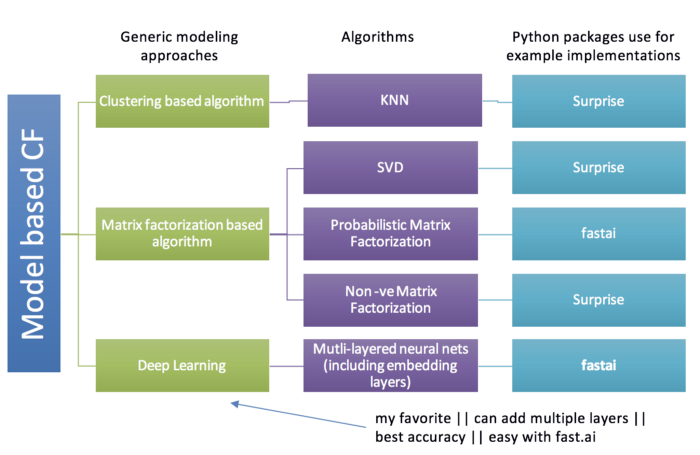 Generic modeling
approaches
Algorithms
Python packages use for
example implementations
Model based CF
Clustering based algorithm
KNN
Surprise
Matrix factorization based
algorithm
SVD
Surprise
Probabilistic Matrix
Factorization
fastai
Non -ve Matrix
Factorization
Surprise
Deep Learning
Mutli-layered neural nets
(including embedding
layers)
fastai
my favorite || can add multiple layers ||
best accuracy || easy with fast.ai